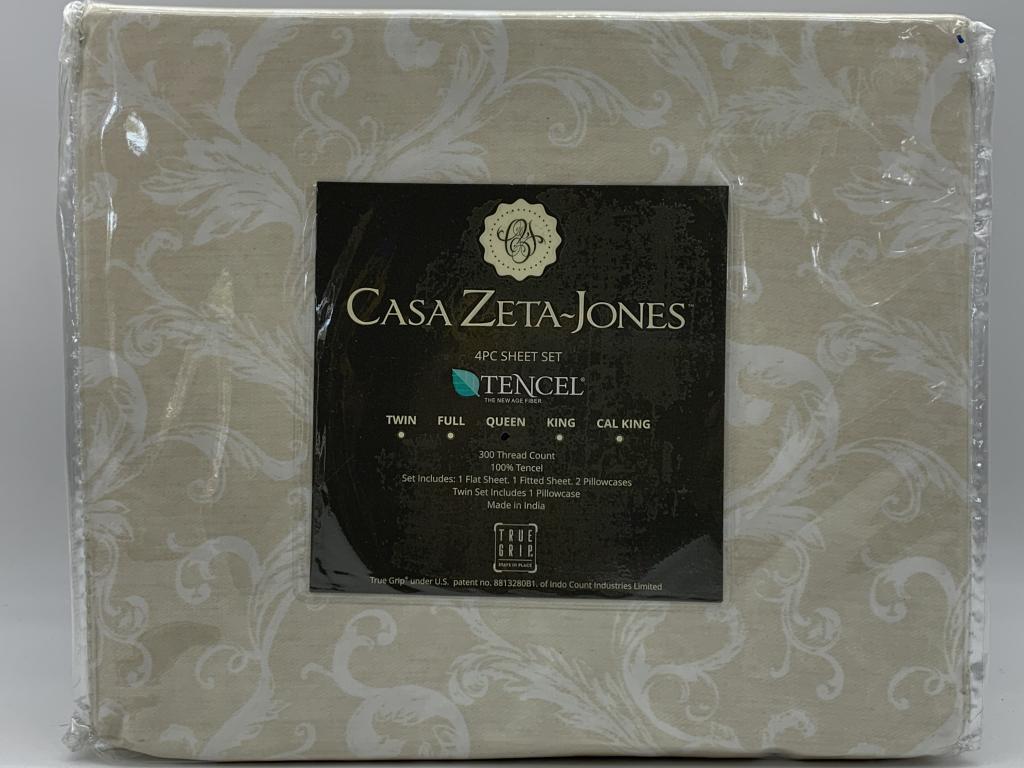 CZJ
CASA ZETA~JONES™
4PC SHEET SET
TENCEL®
THE NEW AGE FIBER
TWIN FULL QUEEN KING CAL KING
300 Thread Count
100% Tencel
Set Includes: 1 Flat Sheet. 1 Fitted Sheet. 2 Pillowcases
Twin Set Includes 1 Pillowcase
Made in India
TRUE
GRIP
STAYS IN PLACE
True Grip® under U.S. patent no. 8813280B1. of Indo Count Industries Limited